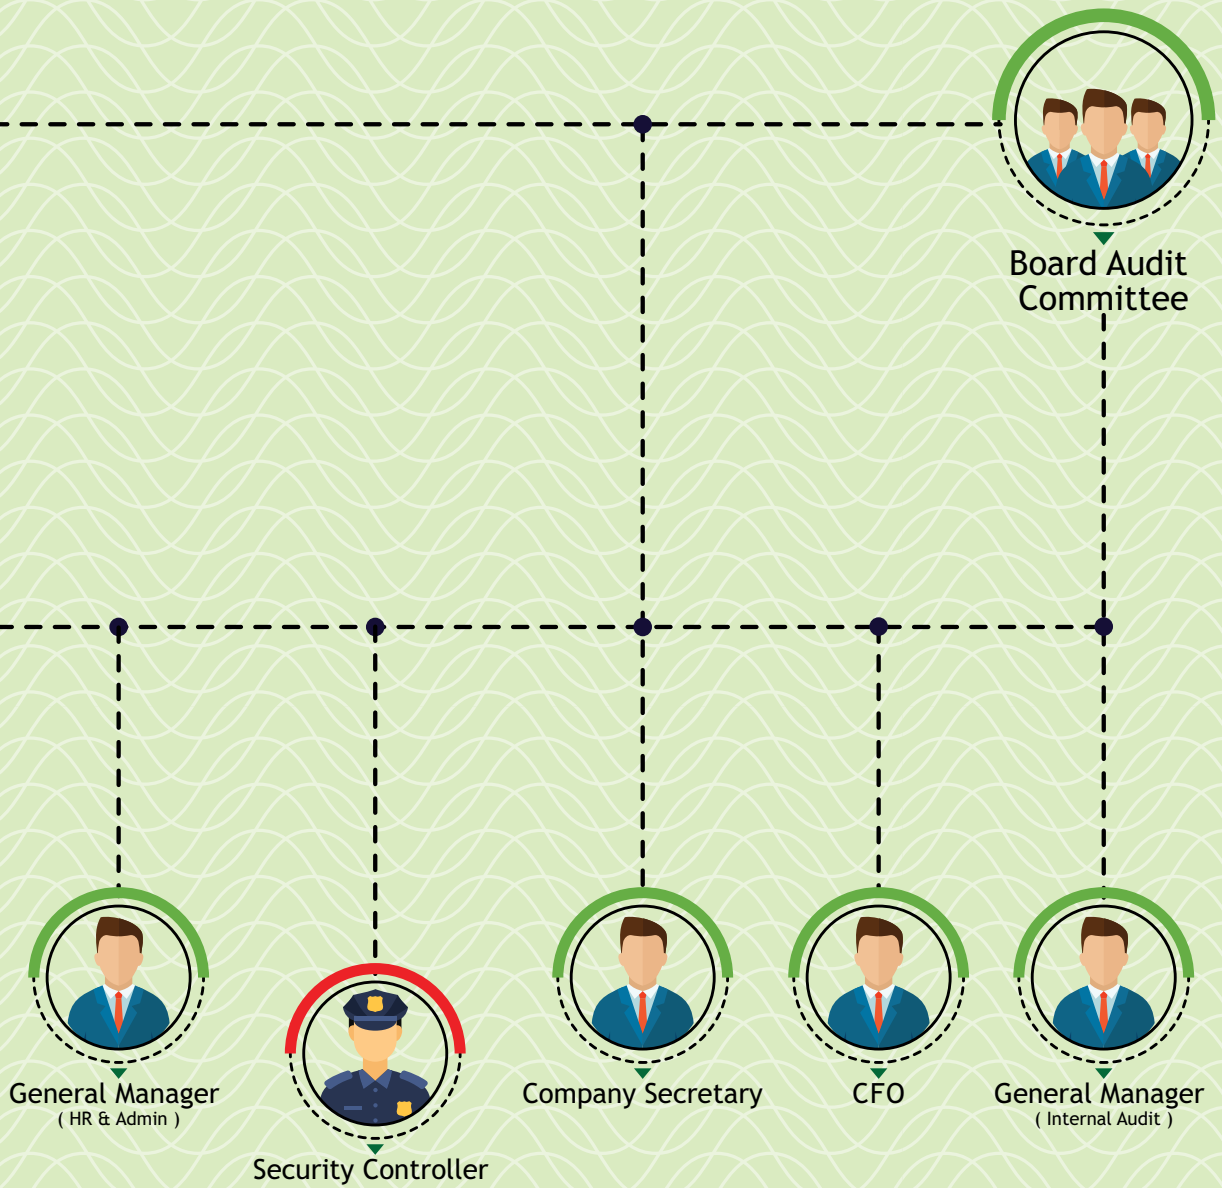 Board Audit
Committee
General Manager
( HR & Admin )
Security Controller
Company Secretary
CFO
General Manager
( Internal Audit )